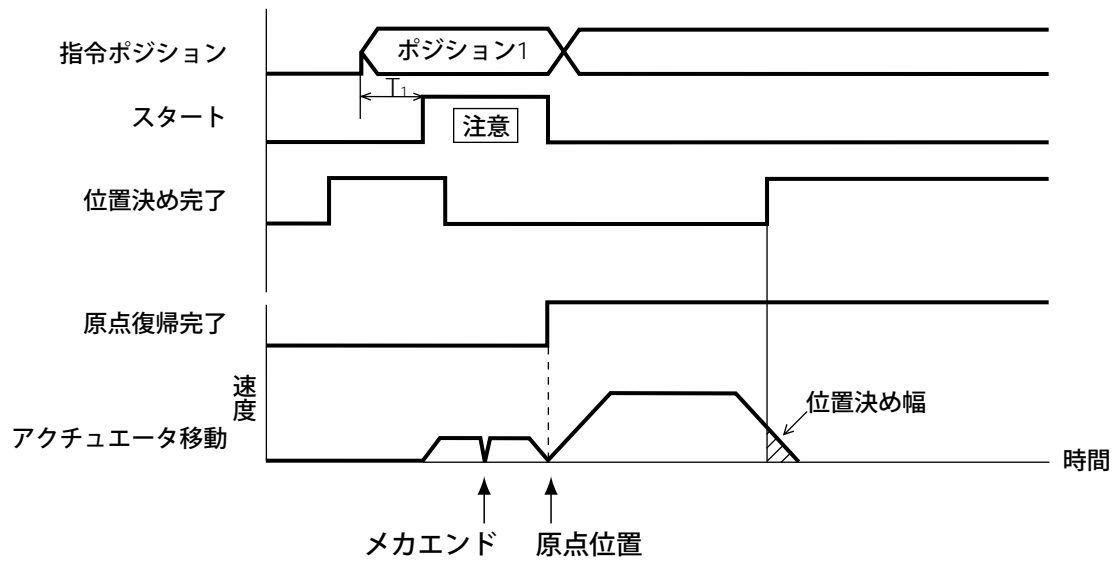 指令ポジション
ポジション1
T1
スタート
注意
位置決め完了
原点復帰完了
速度
位置決め幅
アクチュエータ移動
時間
メカエンド
原点位置